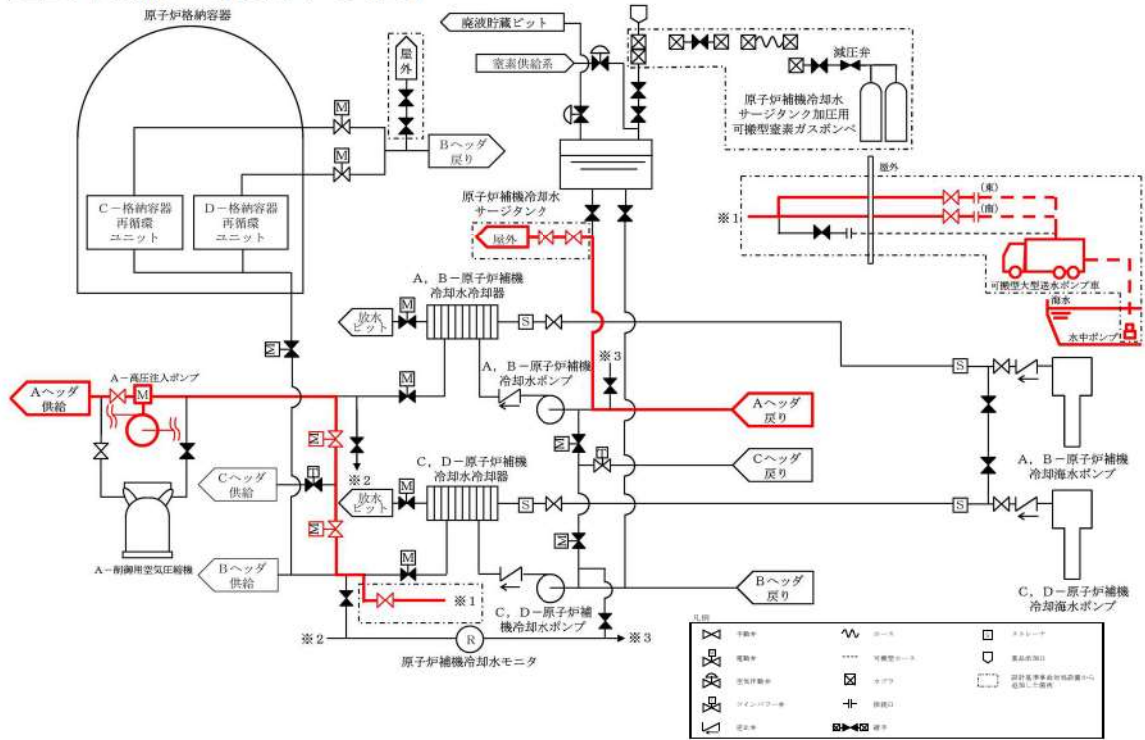 原子炉格納容器
屋外
Bヘッダ
戻り
C-格納容器
再循環
ユニット
D-格納容器
再循環
ユニット
廃液貯蔵ピット
窒素供給系
減圧弁
原子炉補機冷却水
サージタンク加圧用
可搬型窒素ガスボンベ
原子炉補機冷却水
サージタンク
屋外
屋外
※1
(東)
(南)
可搬型大型送水ポンプ車
海水
水中ポンプ
A,B-原子炉補機
冷却水冷却器
放水
ピット
A,B-原子炉補機
冷却水ポンプ
※3
A-高圧注入ポンプ
Aヘッダ
供給
Aヘッダ
戻り
Cヘッダ
供給
※2
C,D-原子炉補機
冷却水冷却器
放水
ピット
Cヘッダ
戻り
A,B-原子炉補機
冷却海水ポンプ
A-制御用空気圧縮機
Bヘッダ
供給
※1
Bヘッダ
戻り
C,D-原子炉補
機冷却水ポンプ
C,D-原子炉補機
冷却海水ポンプ
※2
R
※3
原子炉補機冷却水モニタ
凡例
手動弁
ホース
ストレーナ
電動弁
可搬型ホース
薬品添加口
空気作動弁
カプラ
設計基準事故対処設備から
追加した箇所
ツインパワー弁
接続口
逆止弁